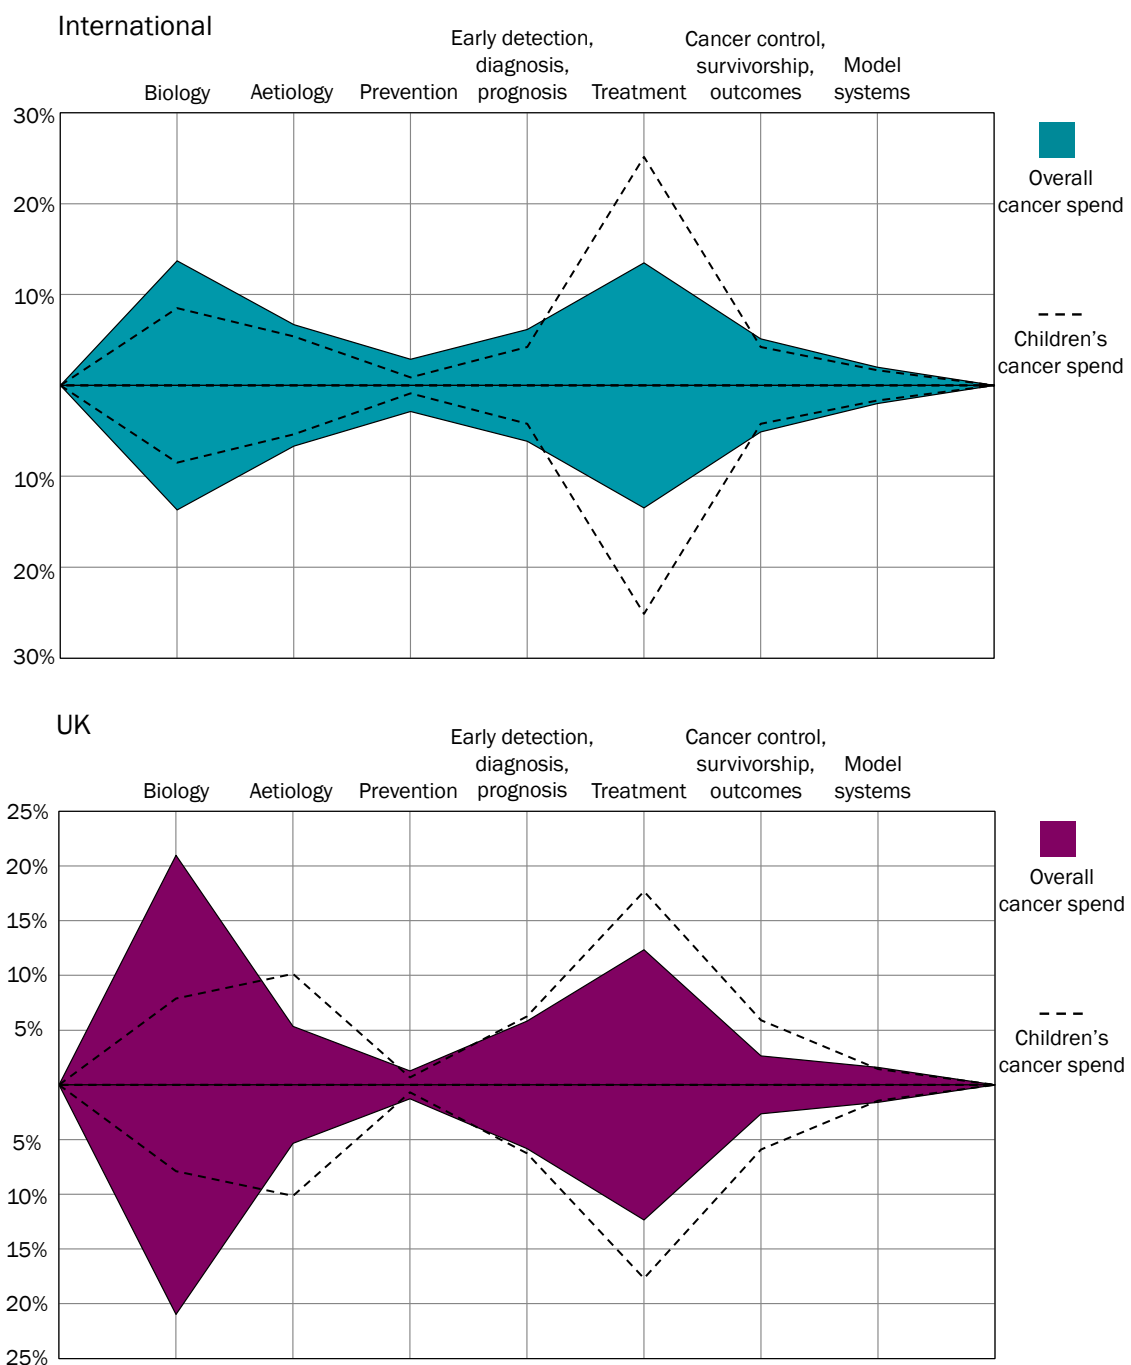 International
Early detection,
diagnosis,
prognosis
Cancer control,
survivorship,
outcomes
Model
systems
Biology
Aetiology
Prevention
Treatment
30%
20%
10%
10%
20%
30%
Overall
cancer spend
Children's
cancer spend
UK
Early detection,
diagnosis,
prognosis
Cancer control,
survivorship,
outcomes
Model
systems
Biology
Aetiology
Prevention
Treatment
25%
20%
15%
10%
5%
5%
10%
15%
20%
25%
Overall
cancer spend
Children's
cancer spend